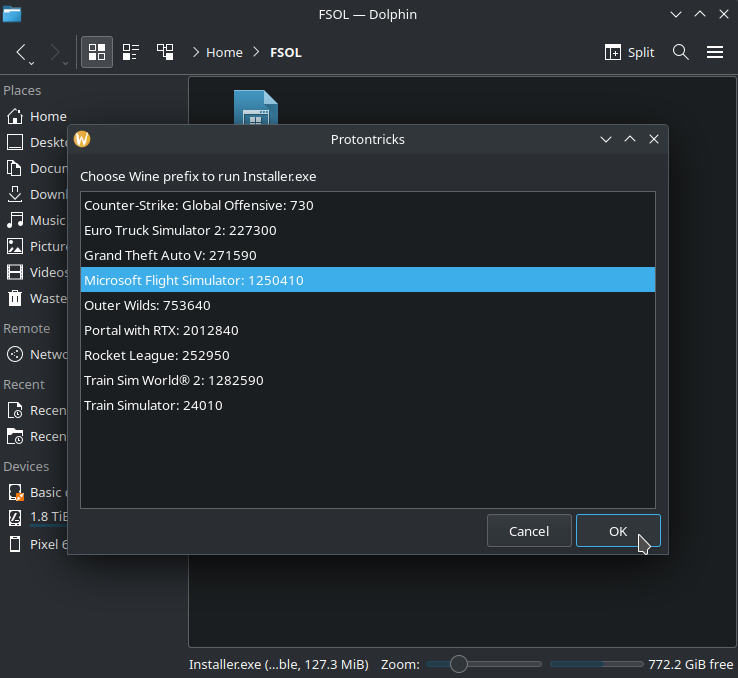 FSOL — Dolphin
Home
FSOL
Split
Places
Home
Deskt
Docun
Downl
Music
Picture
Videos
Waste
Remote
Netwo
Recent
Recen
Recen
Devices
Basic
1.8 TiE
Pixel 6
Protontricks
Choose Wine prefix to run Installer.exe
Counter-Strike: Global Offensive: 730
Euro Truck Simulator 2: 227300
Grand Theft Auto V: 271590
Microsoft Flight Simulator: 1250410
Outer Wilds: 753640
Portal with RTX: 2012840
Rocket League: 252950
Train Sim World® 2: 1282590
Train Simulator: 24010
Cancel
OK
Installer.exe (...ble, 127.3 MiB)
Zoom:
772.2 GiB free